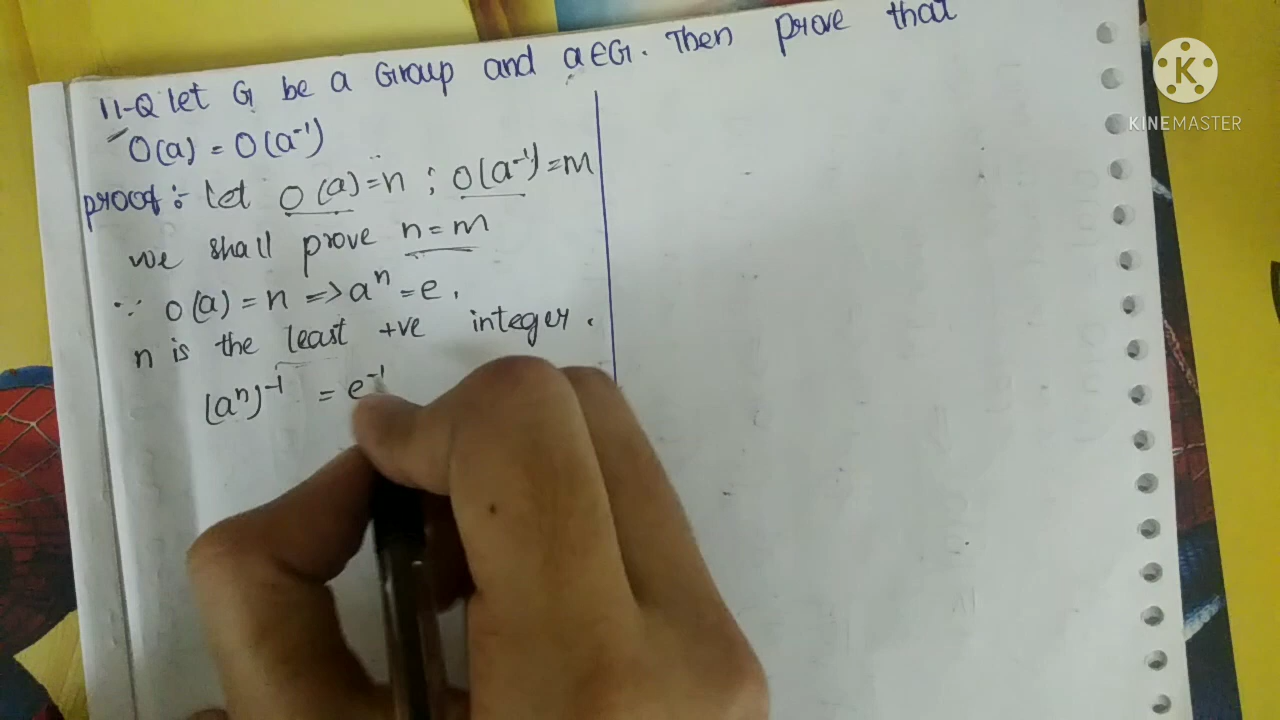 11-Q let G be a Group and a∈G. Then prove that
O(a) = O(a⁻¹)
proof:- Let O(a)=n ; O(a⁻¹)=m
we shall prove n=m
∵ O(a)=n => aⁿ=e.
n is the least +ve integer.
(aⁿ)⁻¹ = e⁻¹
K
KINEMASTER